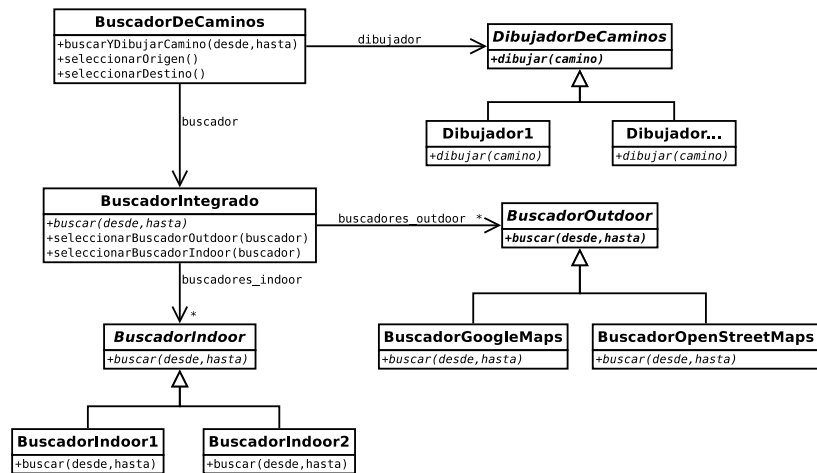 BuscadorDeCaminos
+buscarYDibujarCamino(desde,hasta)
+seleccionarOrigen()
+seleccionarDestino()
dibujador
DibujadorDeCaminos
+dibujar(camino)
Dibujador1
+dibujar(camino)
Dibujador...
+dibujar(camino)
buscador
BuscadorIntegrado
+buscar(desde,hasta)
+seleccionarBuscadorOutdoor(buscador)
+seleccionarBuscadorIndoor(buscador)
buscadores_outdoor *
BuscadorOutdoor
+buscar(desde,hasta)
buscadores_indoor
*
BuscadorIndoor
+buscar(desde,hasta)
BuscadorGoogleMaps
+buscar(desde,hasta)
BuscadorOpenStreetMaps
+buscar(desde,hasta)
BuscadorIndoor1
+buscar(desde,hasta)
BuscadorIndoor2
+buscar(desde,hasta)